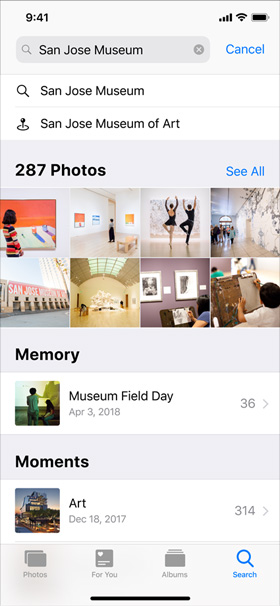 9:41
San Jose Museum
Cancel
San Jose Museum
San Jose Museum of Art
287 Photos
See All
SAN JOSE MUSEUM
Memory
Museum Field Day
36
Apr 3, 2018
Moments
Art
314
Dec 18, 2017
Photos
For You
Albums
Search